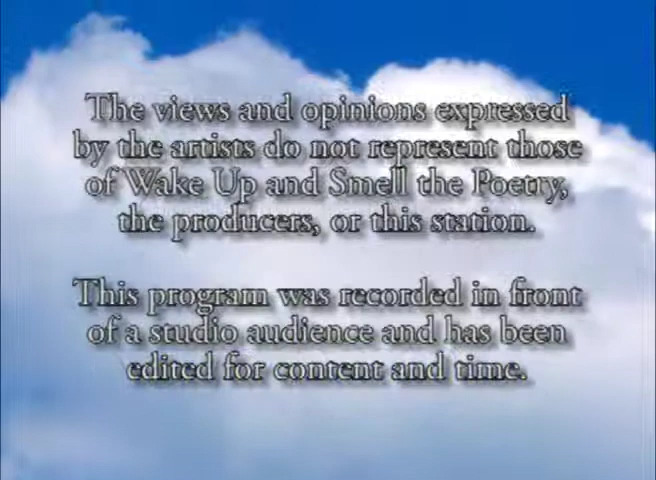 The views and opinions expressed
by the artists do not represent those
of Wake Up and Smell the Poetry,
the producers, or this station.
This program was recorded in front
of a studio audience and has been
edited for content and time.